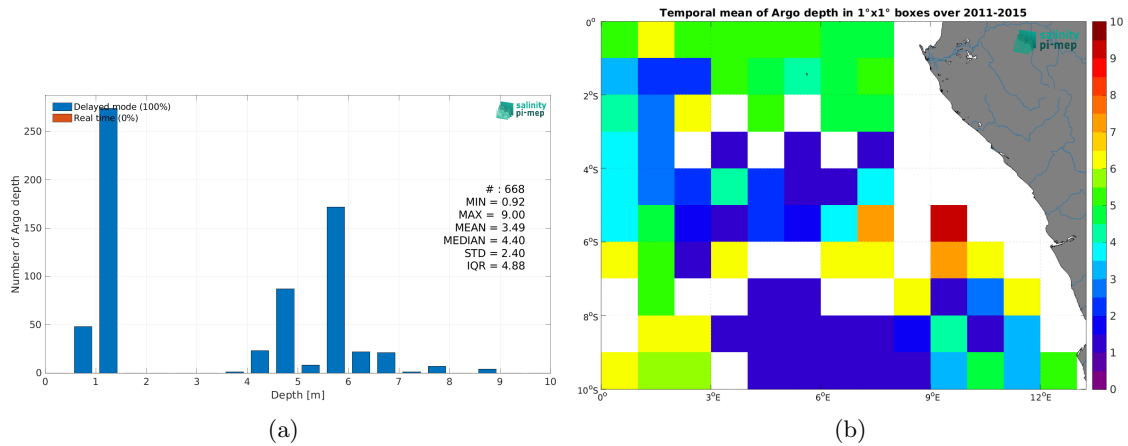 Delayed mode (100%)
Real time (0%)
salinity
pi-mep
# : 668
MIN = 0.92
MAX = 9.00
MEAN = 3.49
MEDIAN = 4.40
STD = 2.40
IQR = 4.88
Number of Argo depth
250
200
150
100
50
0
0 1 2 3 4 5 6 7 8 9 10
Depth [m]
(a)
Temporal mean of Argo depth in 1°x1° boxes over 2011-2015
salinity
pi-mep
0°
2°S
4°S
6°S
8°S
10°S
0° 3°E 6°E 9°E 12°E
10
9
8
7
6
5
4
3
2
1
0
(b)